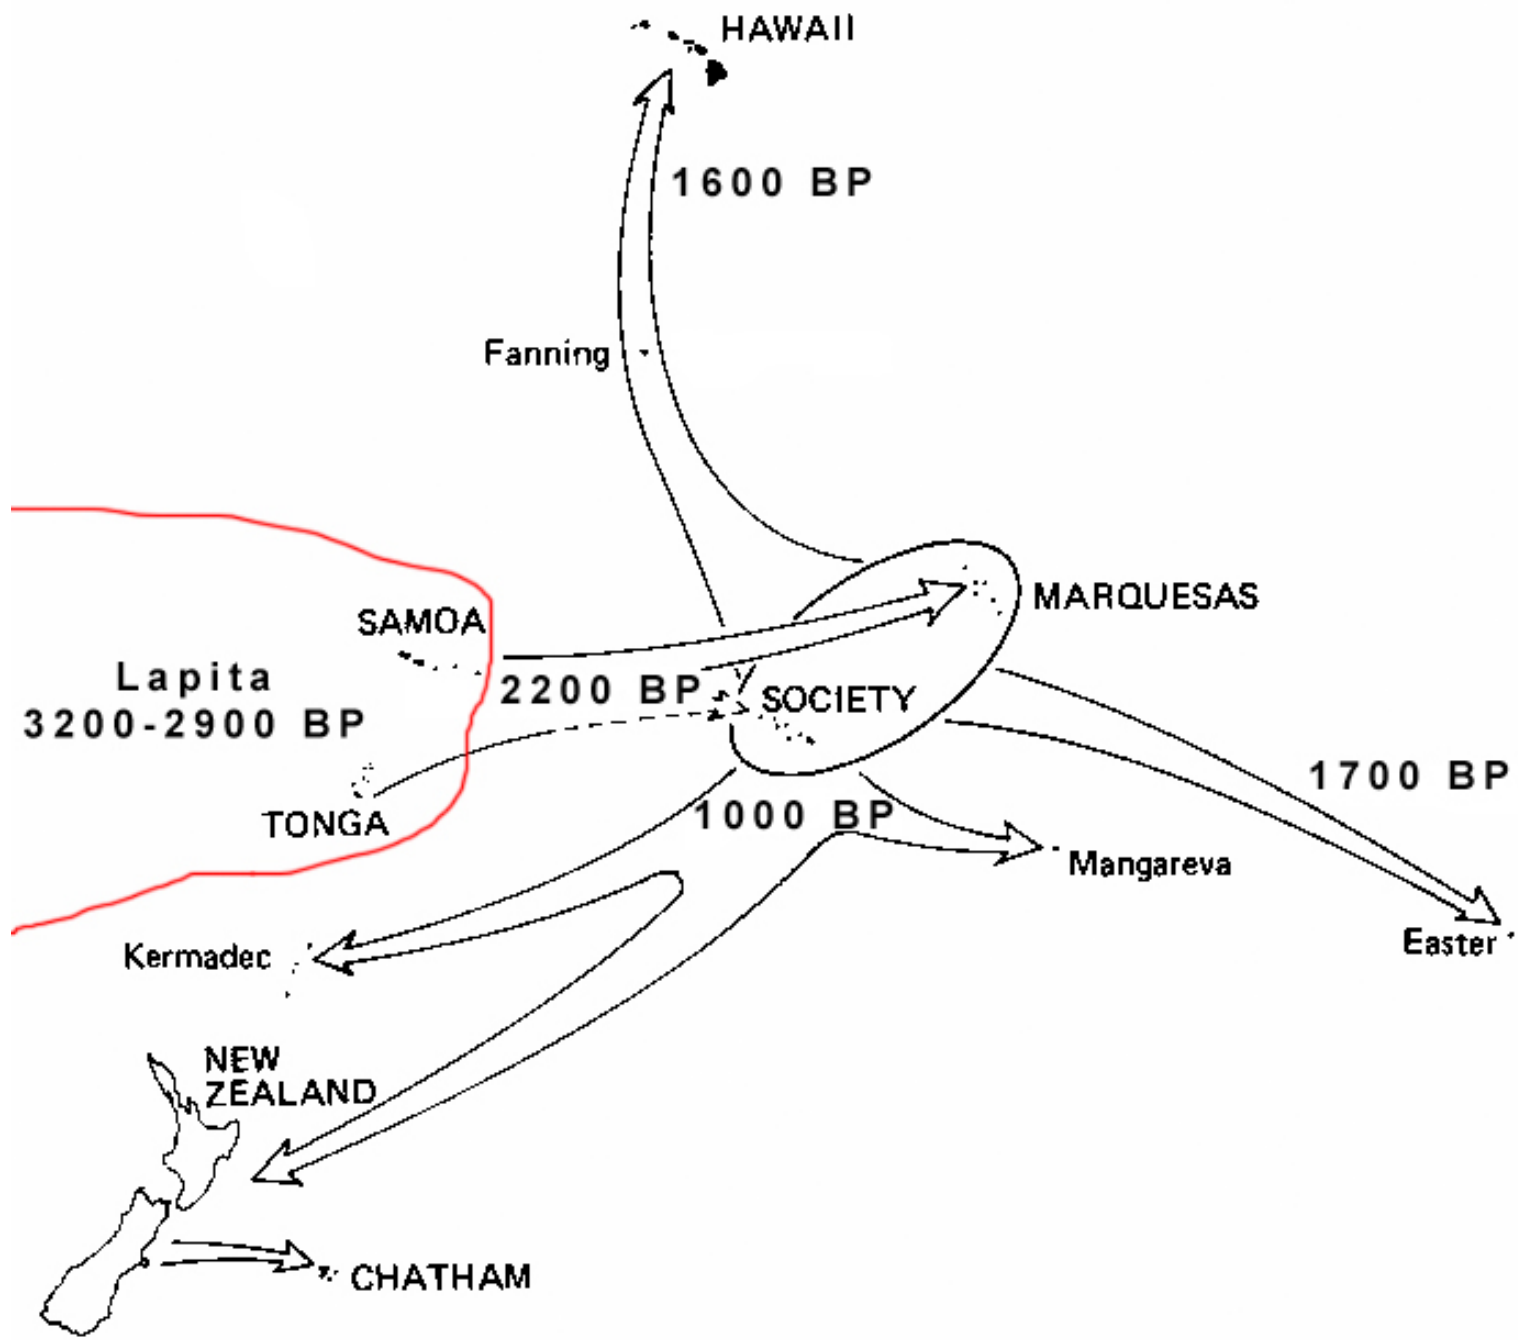 HAWAII
1600 BP
Fanning
SAMOA
MARQUESAS
Lapita
3200-2900 BP
2200 BP
SOCIETY
TONGA
1000 BP
1700 BP
Mangareva
Easter
Kermadec
NEW
ZEALAND
CHATHAM